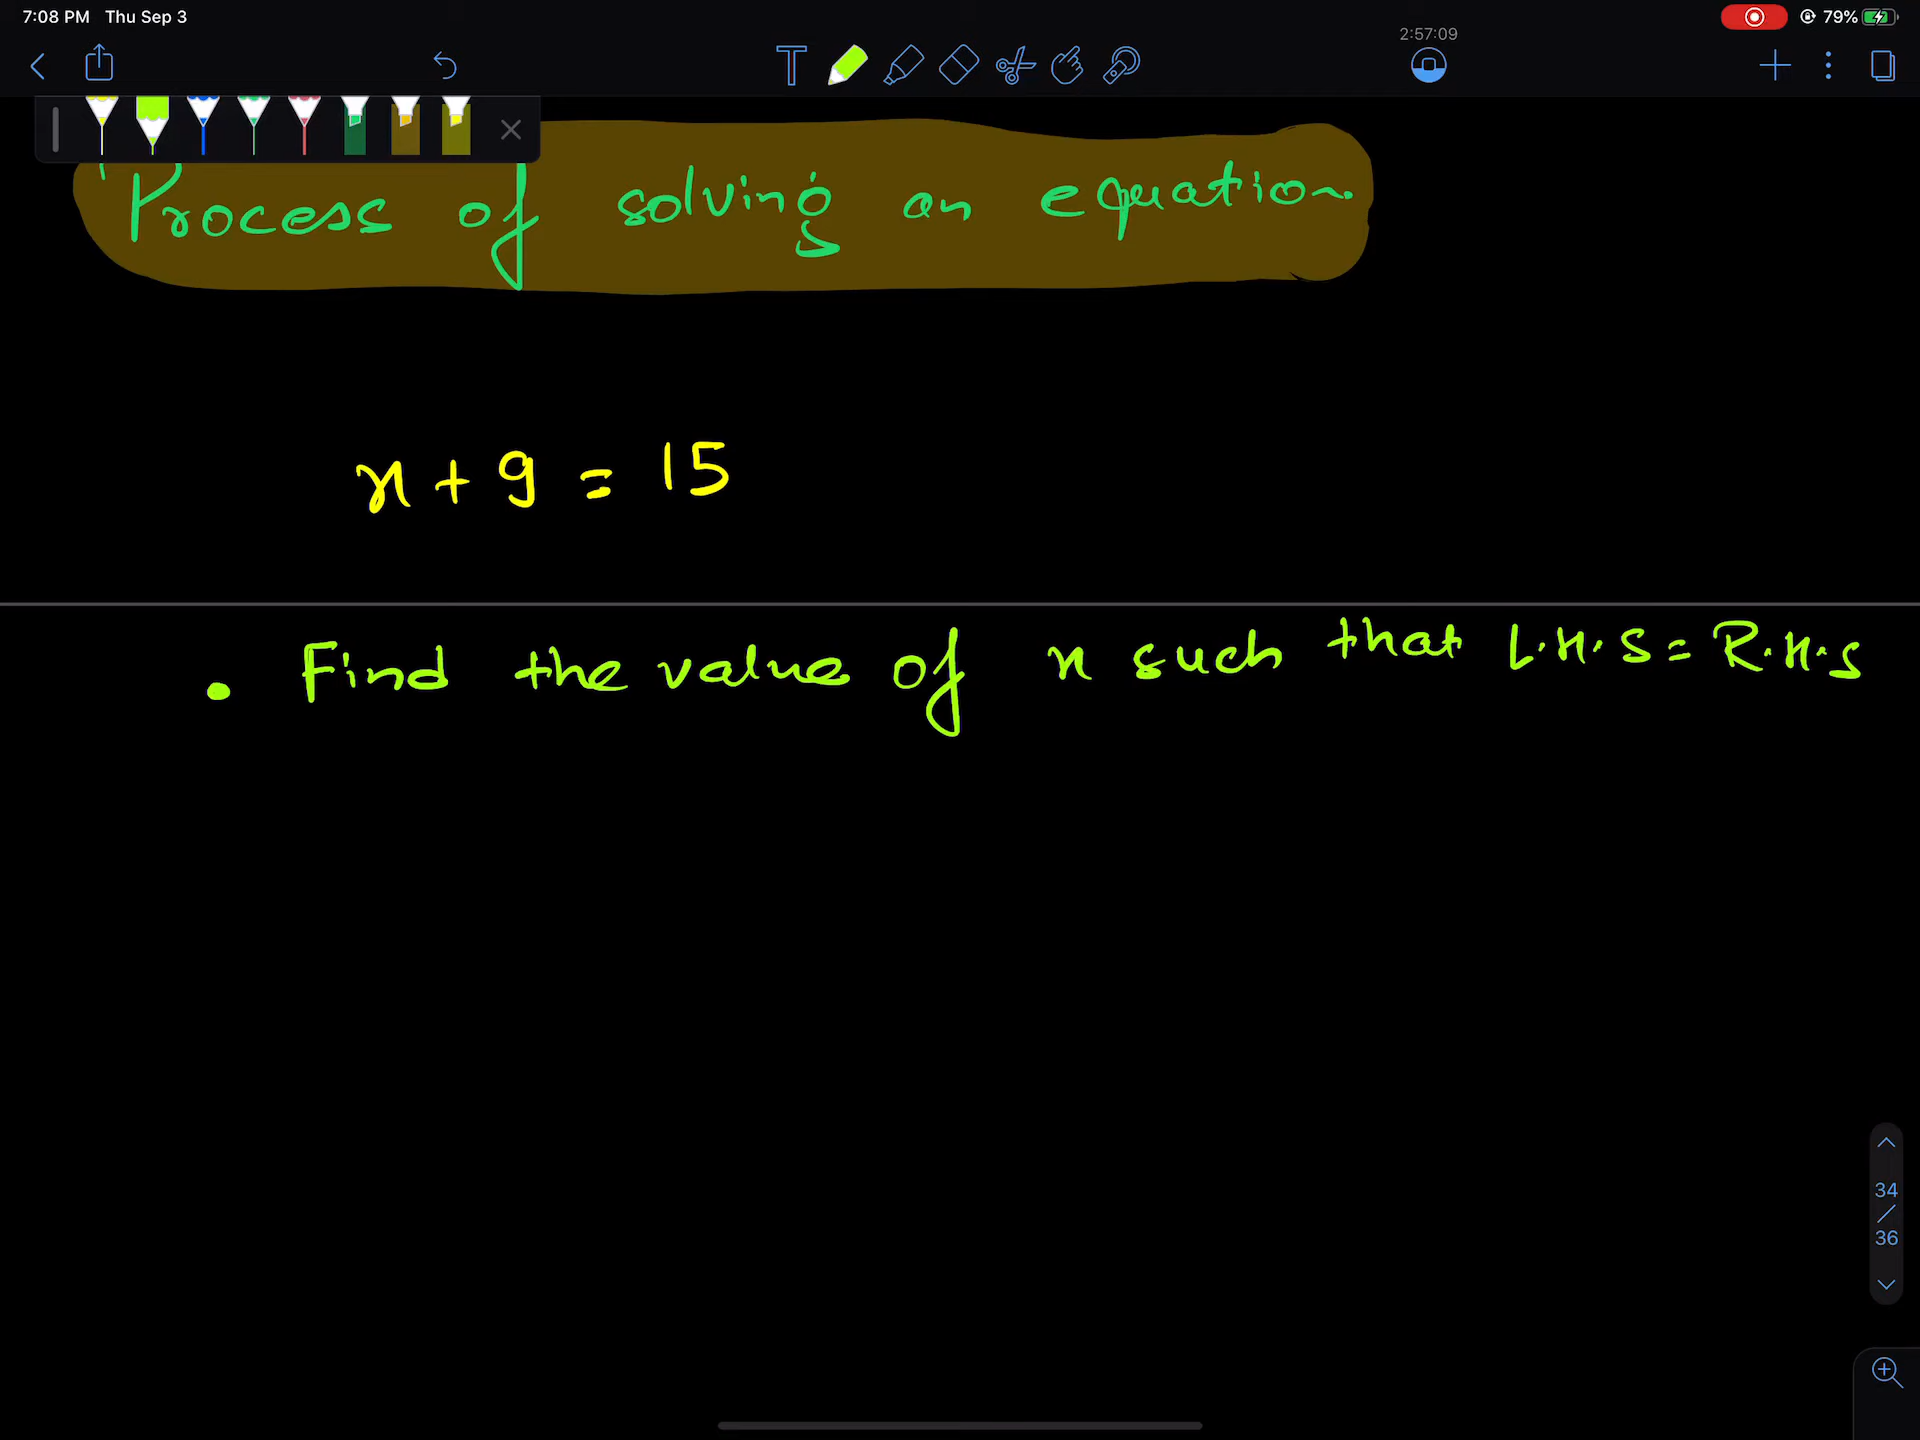 7:08 PM Thu Sep 3
79%
2:57:09
Process of solving an equation.
x + 9 = 15
• Find the value of x such that L.H.S = R.H.S
34
/
36